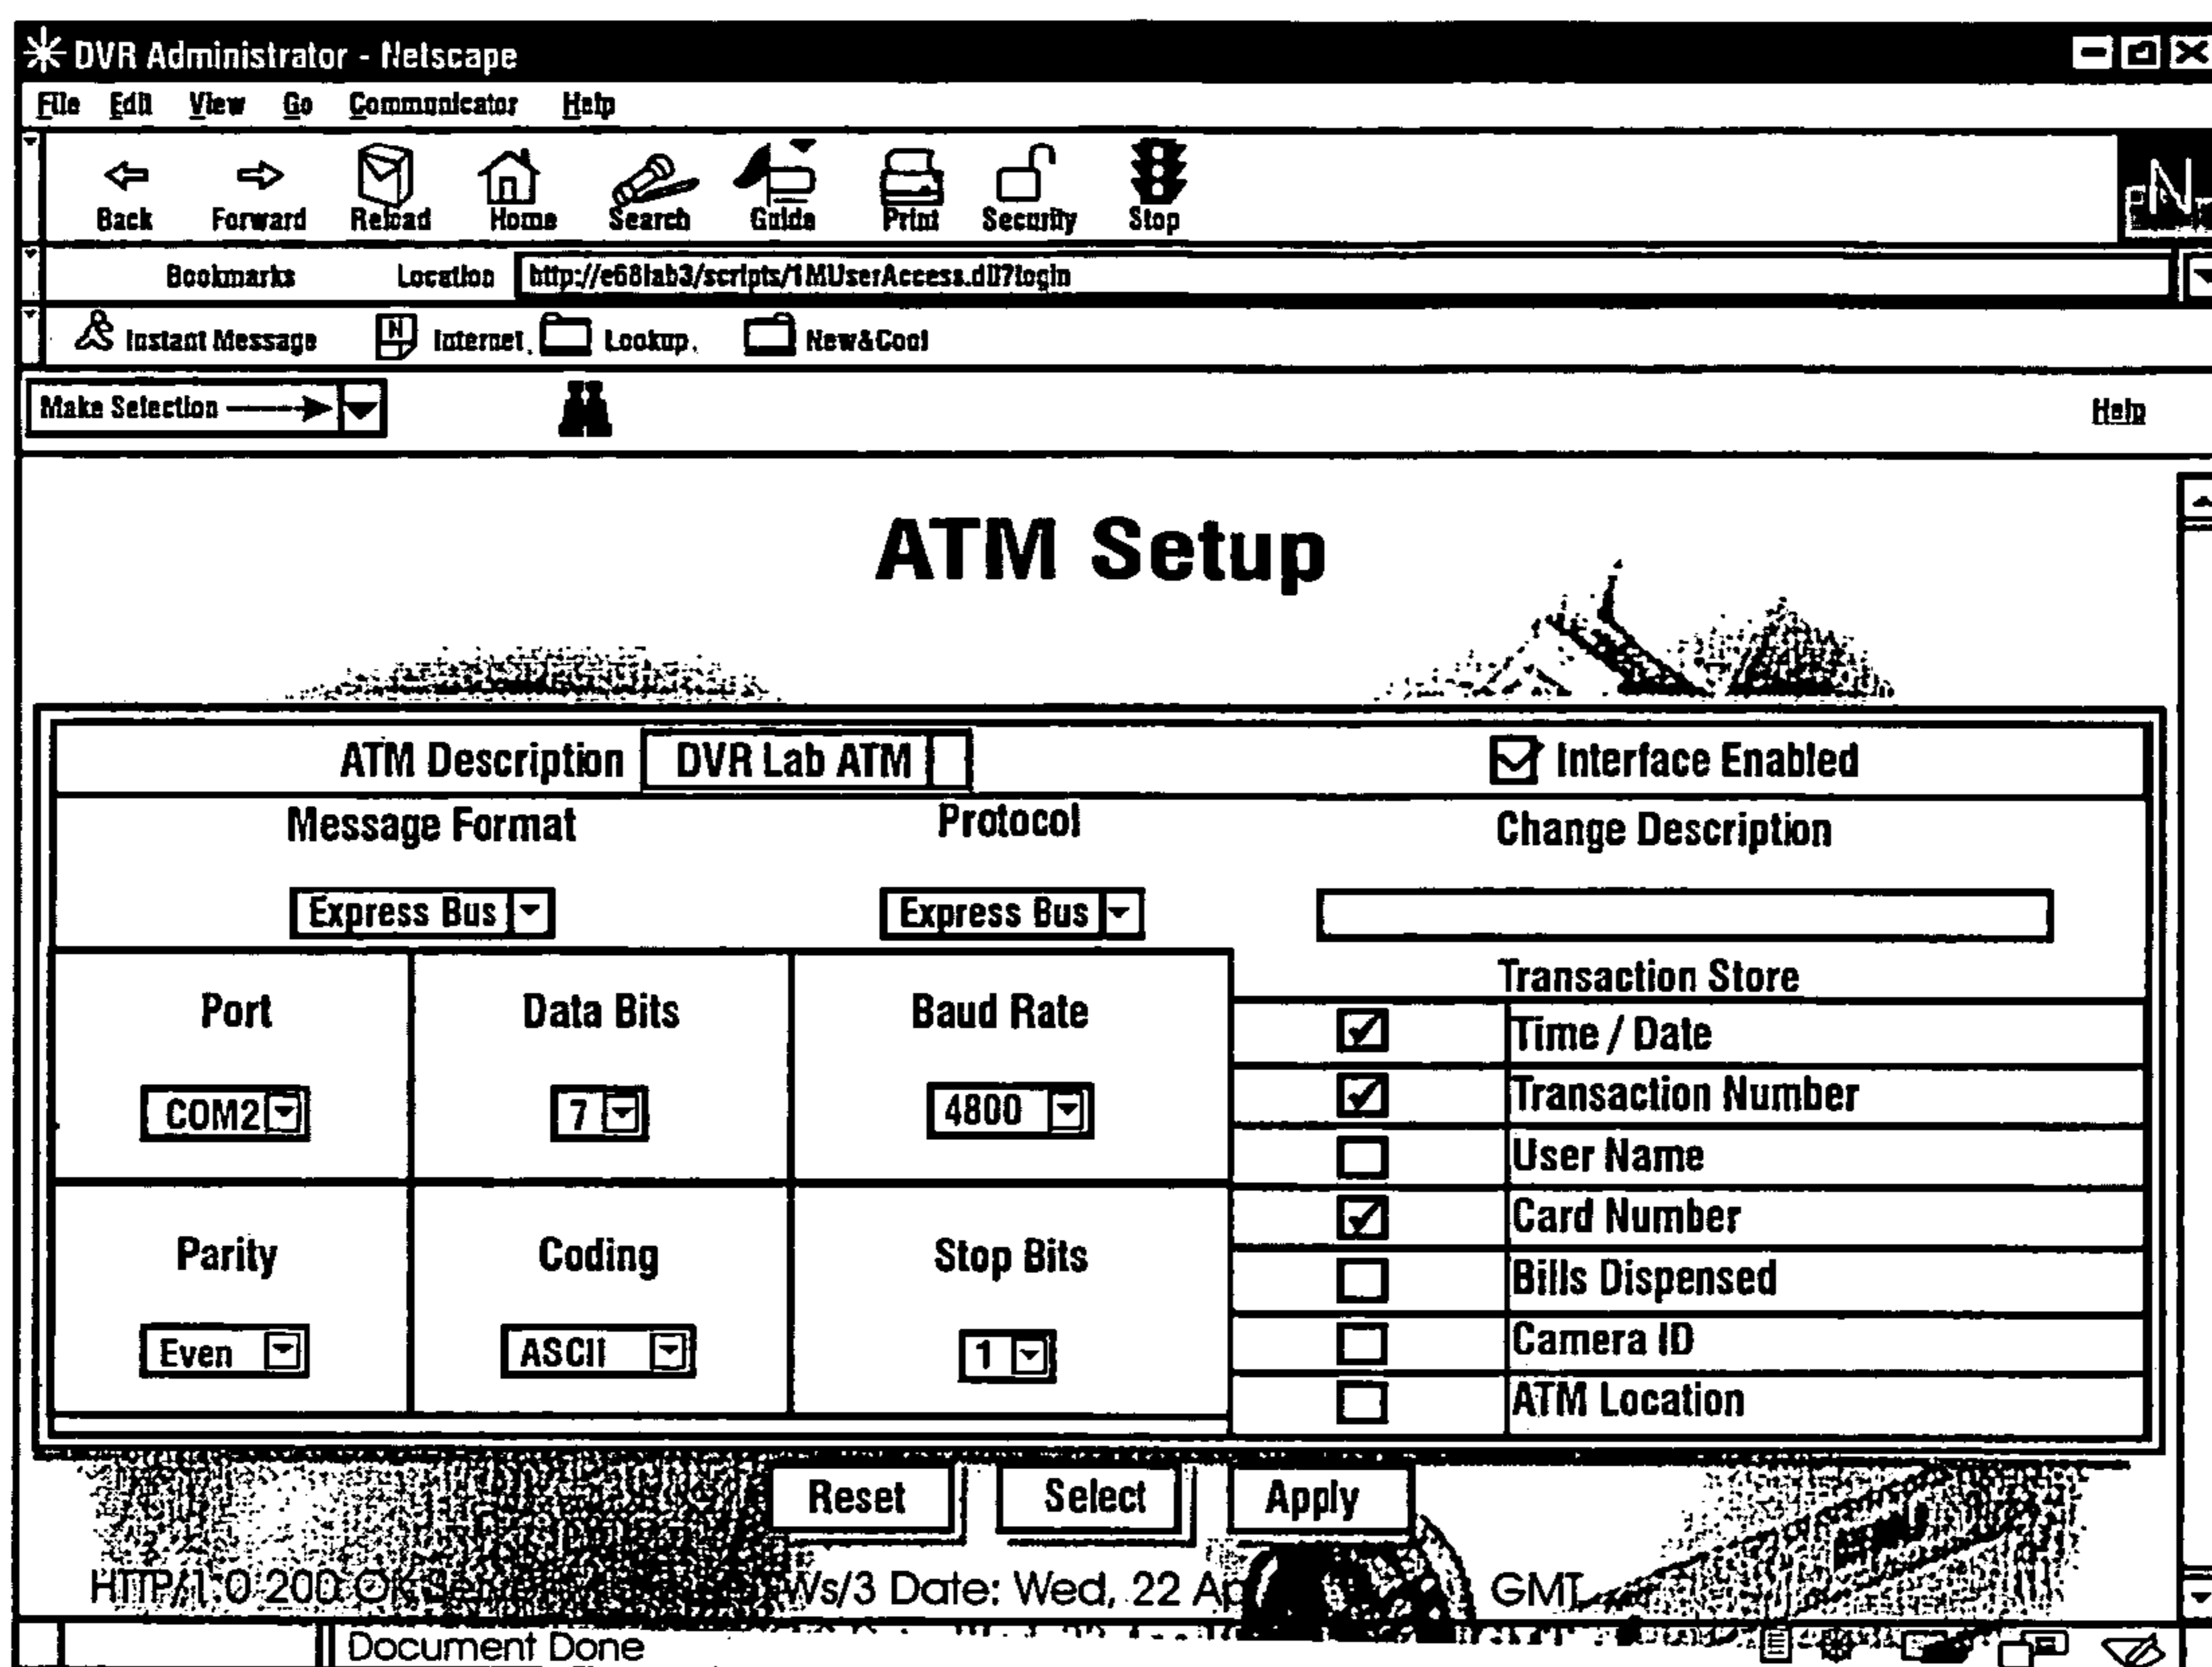 DVR Administrator - Netscape
File Edit View Go Communicator Help
Back Forward Reload Home Search Guide Print Security Stop
N
Bookmarks Location http://e68lab3/scripts/1MUserAccess.dll?login
Instant Message N Internet Lookup New&Cool
Make Selection Help
ATM Setup
ATM Description DVR Lab ATM Interface Enabled
Message Format Protocol Change Description
Express Bus Express Bus
Transaction Store
Port Data Bits Baud Rate Time / Date
COM2 7 4800 Transaction Number
User Name
Parity Coding Stop Bits Card Number
Bills Dispensed
Even ASCII 1 Camera ID
ATM Location
Reset Select Apply
HTTP/1.0 200 OK Ws/3 Date: Wed, 22 GMT
Document Done